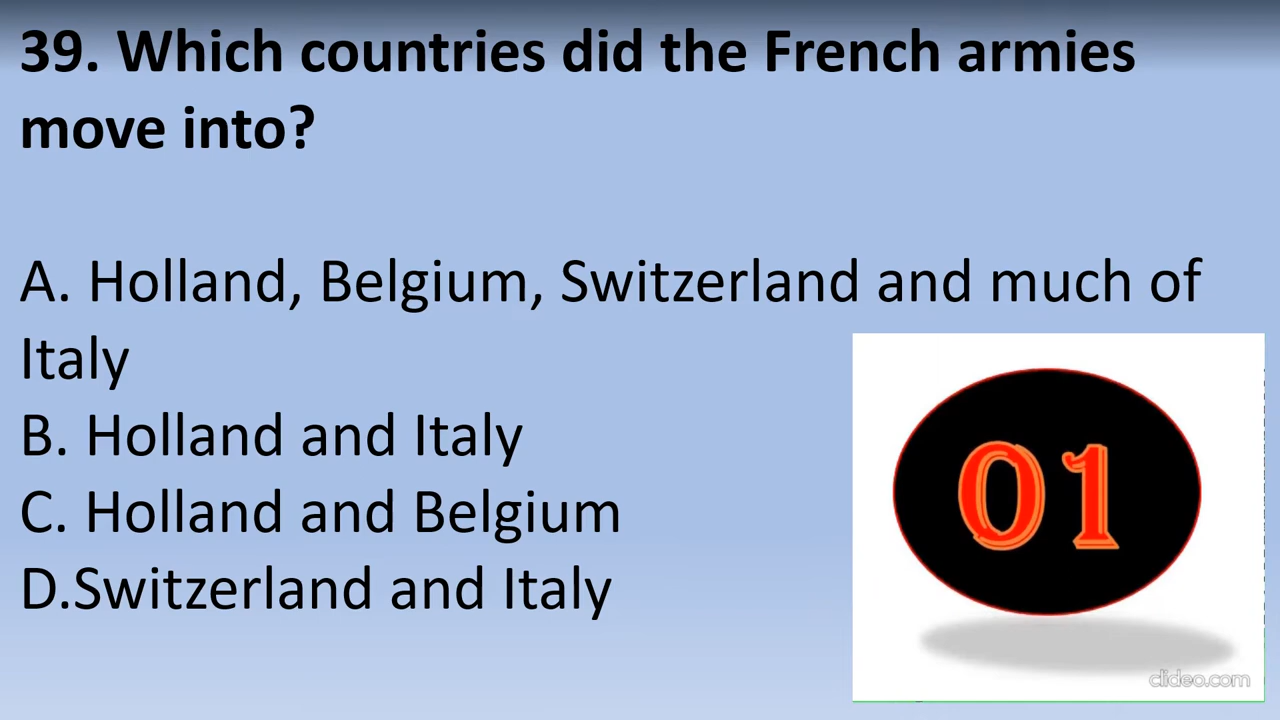 39. Which countries did the French armies
move into?
A. Holland, Belgium, Switzerland and much of
Italy
B. Holland and Italy
C. Holland and Belgium
D.Switzerland and Italy
01
clideo.com